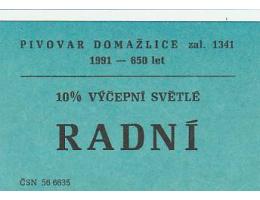 PIVOVAR DOMAŽLICE zal. 1341
1991 — 650 let
10% VÝČEPNÍ SVĚTLÉ
RADNÍ
ČSN 56 6635